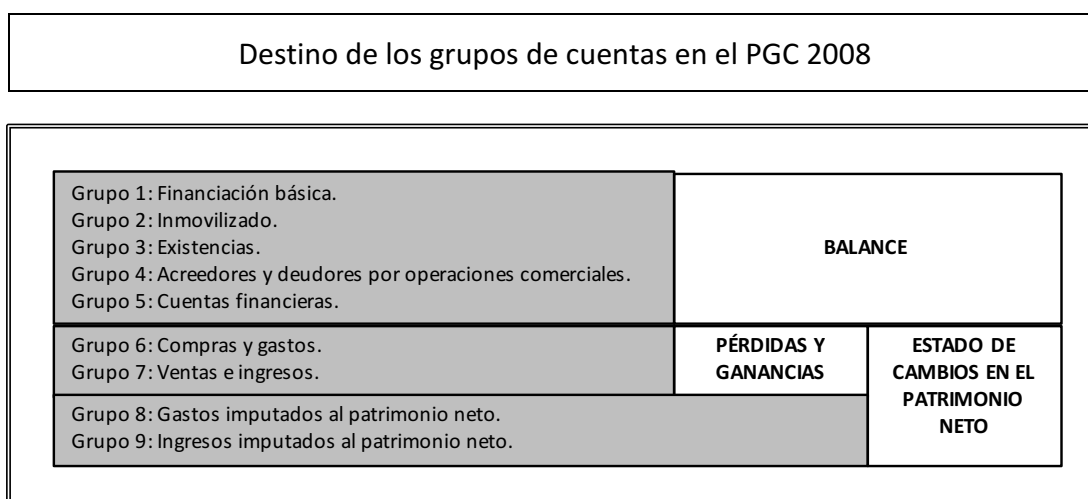 Destino de los grupos de cuentas en el PGC 2008
Grupo 1: Financiación básica.
Grupo 2: Inmovilizado.
Grupo 3: Existencias.
Grupo 4: Acreedores y deudores por operaciones comerciales.
Grupo 5: Cuentas financieras.
BALANCE
Grupo 6: Compras y gastos.
Grupo 7: Ventas e ingresos.
PÉRDIDAS Y
GANANCIAS
Grupo 8: Gastos imputados al patrimonio neto.
Grupo 9: Ingresos imputados al patrimonio neto.
ESTADO DE
CAMBIOS EN EL
PATRIMONIO
NETO